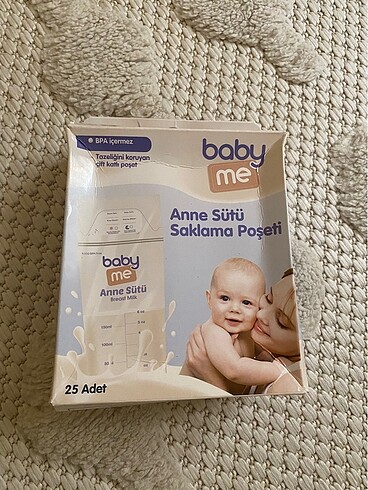 BPA içermez
Tazeliğini koruyan
çift katlı poşet
baby
me
Anne Sütü
Saklama Poşeti
baby
me
Anne Sütü
Breast Milk
25 Adet